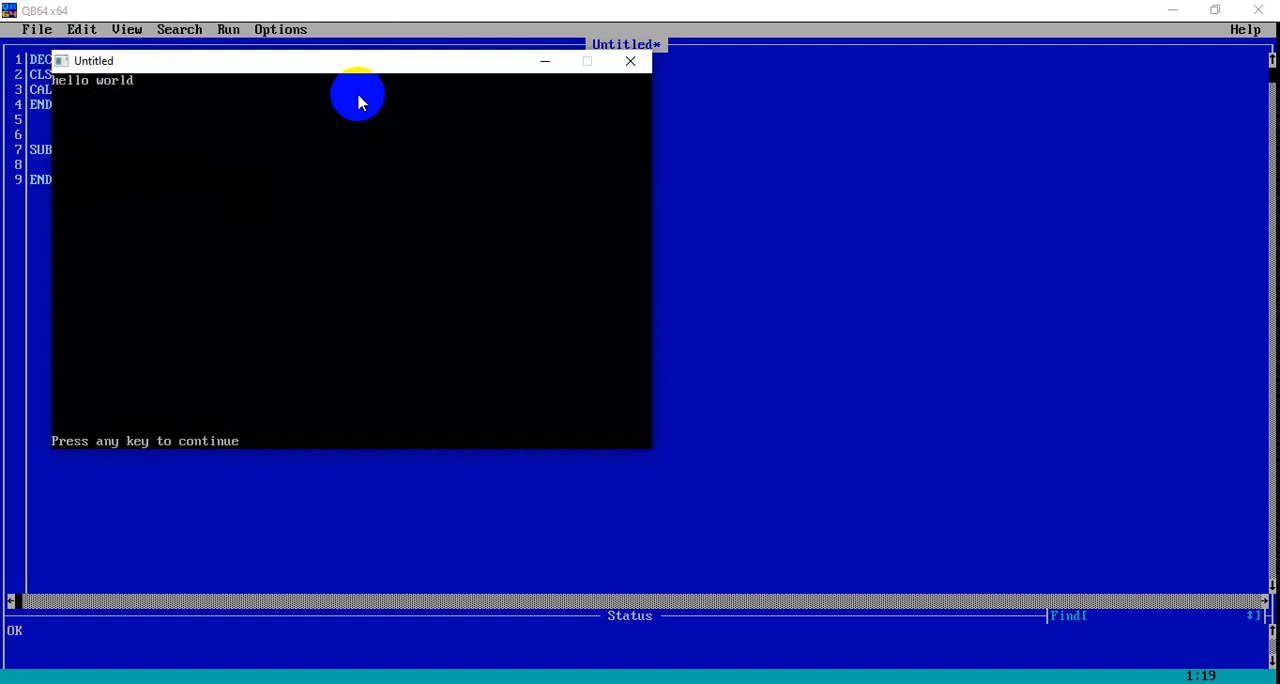 QB64 x64
File Edit View Search Run Options Help
Untitled*
Untitled
1 DEC
2 CLS
3 CAL
4 END
5
6
7 SUB
8
9 END
hello world
Press any key to continue
Status
Find[ ↕]
OK
1:19